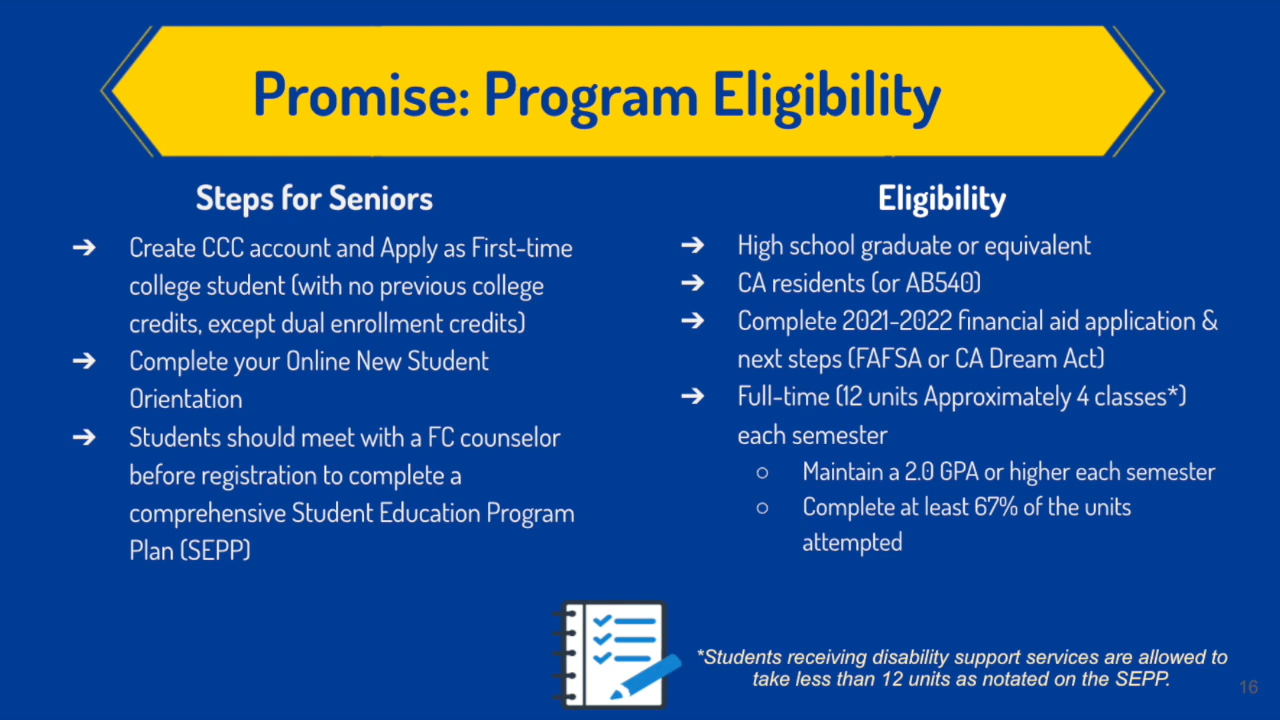 Promise: Program Eligibility
Steps for Seniors
➔ Create CCC account and Apply as First-time
college student (with no previous college
credits, except dual enrollment credits)
➔ Complete your Online New Student
Orientation
➔ Students should meet with a FC counselor
before registration to complete a
comprehensive Student Education Program
Plan (SEPP)
Eligibility
➔ High school graduate or equivalent
➔ CA residents (or AB540)
➔ Complete 2021-2022 financial aid application &
next steps (FAFSA or CA Dream Act)
➔ Full-time (12 units Approximately 4 classes*)
each semester
○ Maintain a 2.0 GPA or higher each semester
○ Complete at least 67% of the units
attempted
*Students receiving disability support services are allowed to
take less than 12 units as notated on the SEPP.
16